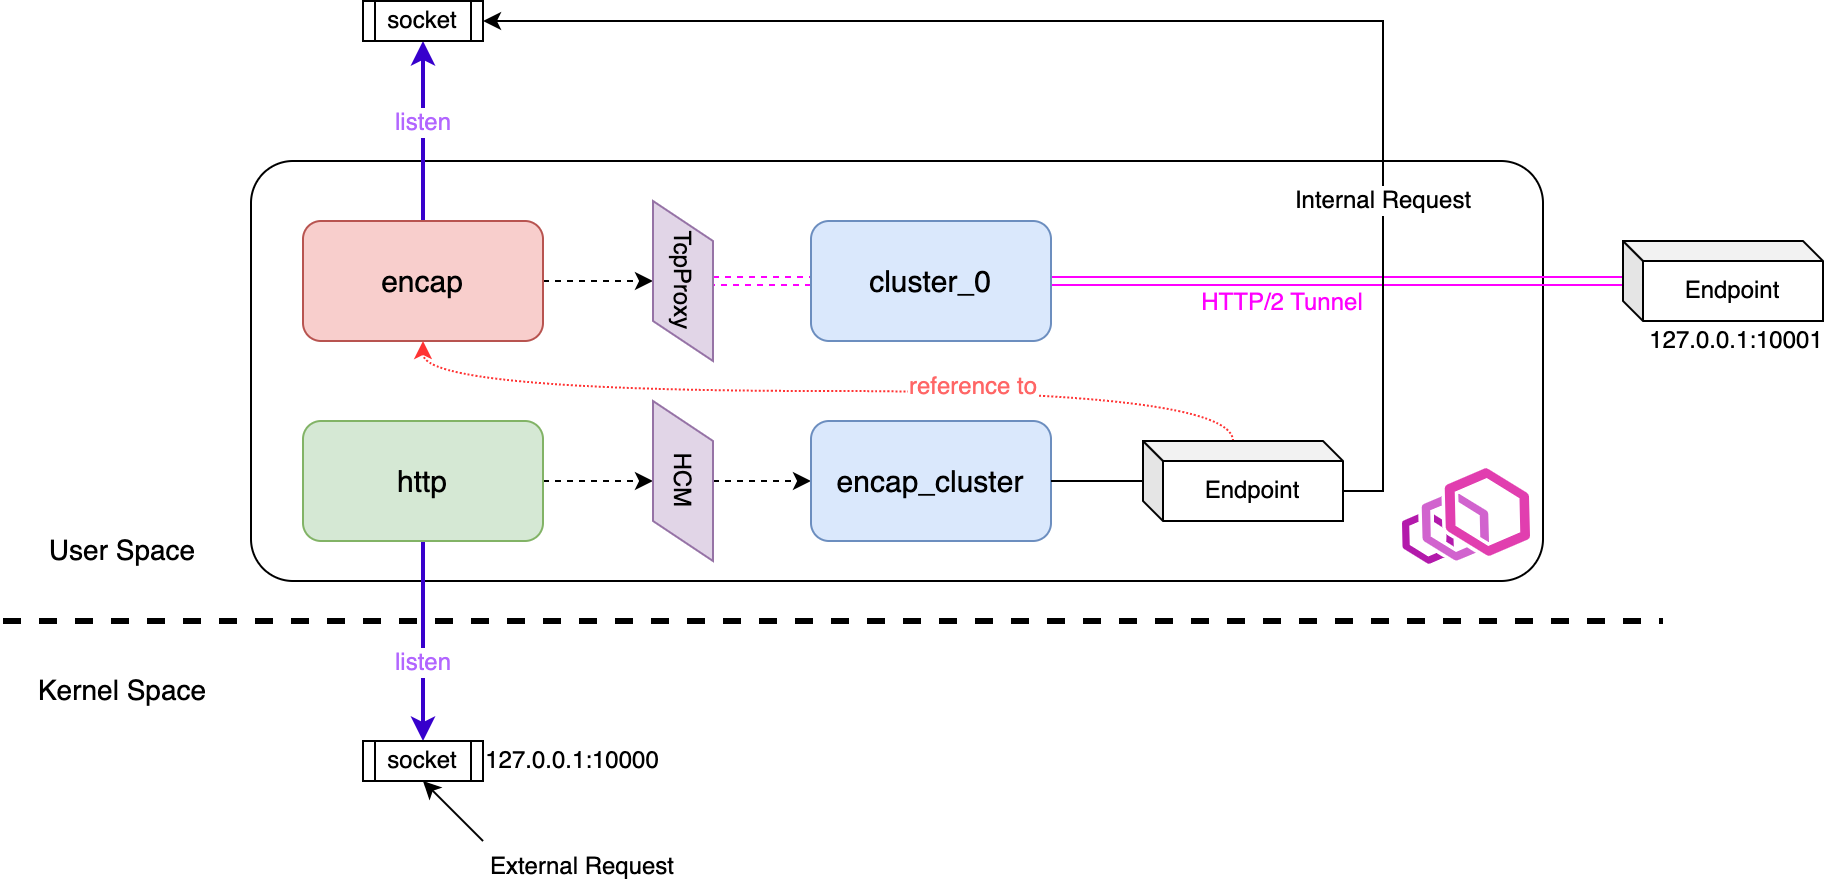 socket
listen
Internal Request
encap
TcpProxy
cluster_0
HTTP/2 Tunnel
Endpoint
127.0.0.1:10001
reference to
http
HCM
encap_cluster
Endpoint
User Space
listen
Kernel Space
socket
127.0.0.1:10000
External Request